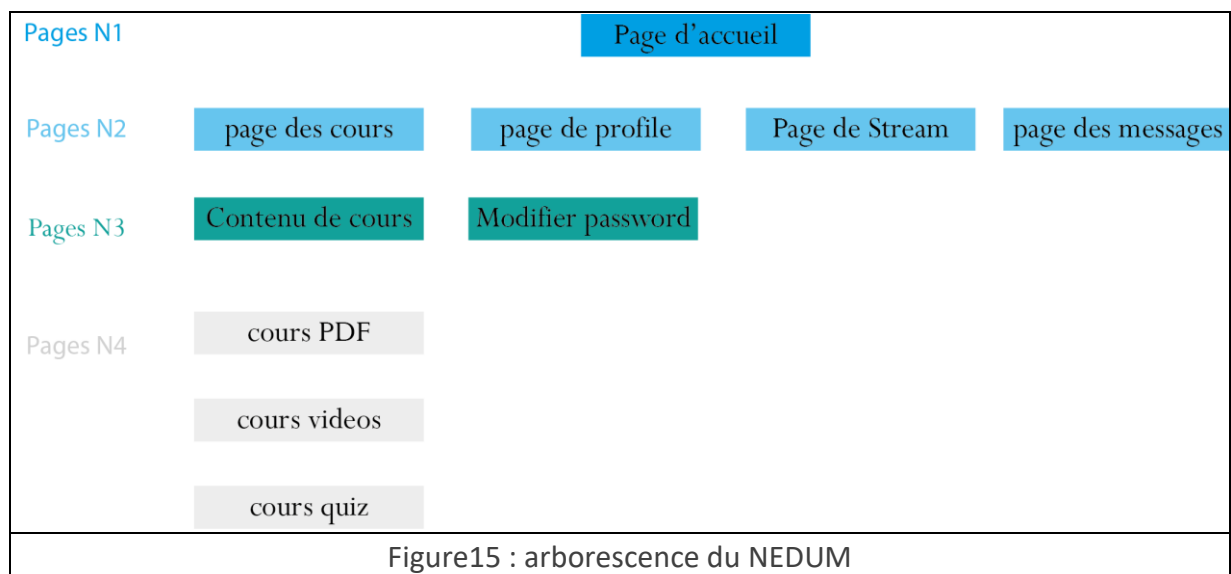 Pages N1
Page d'accueil
Pages N2
page des cours
page de profile
Page de Stream
page des messages
Pages N3
Contenu de cours
Modifier password
Pages N4
cours PDF
cours videos
cours quiz
Figure15 : arborescence du NEDUM